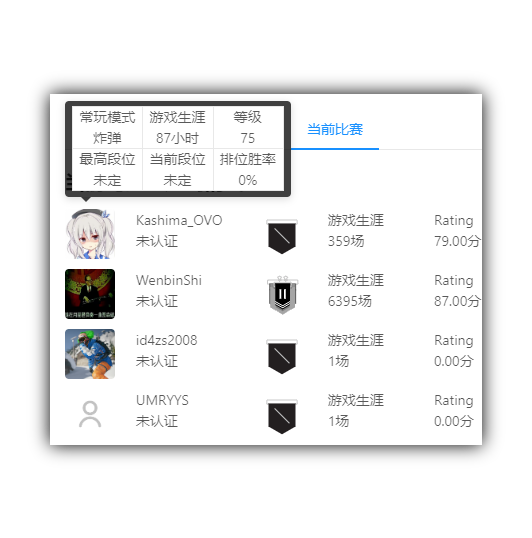 常玩模式 游戏生涯 等级
炸弹 87小时 75
最高段位 当前段位 排位胜率
未定 未定 0%
当前比赛
Kashima_OVO 游戏生涯 Rating
未认证 359场 79.00分
WenbinShi 游戏生涯 Rating
未认证 6395场 87.00分
id4zs2008 游戏生涯 Rating
未认证 1场 0.00分
UMRYYS 游戏生涯 Rating
未认证 1场 0.00分